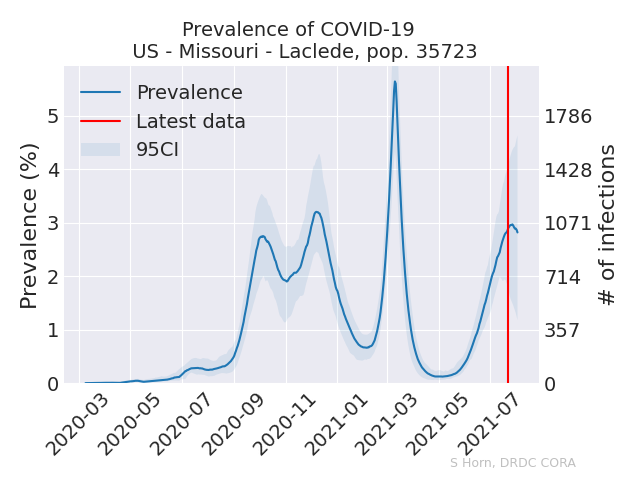 Prevalence of COVID-19
US - Missouri - Laclede, pop. 35723
Prevalence
Latest data
95CI
Prevalence (%)
5
4
3
2
1
0
1786
1428
1071
714
357
0
# of infections
2020-03
2020-05
2020-07
2020-09
2020-11
2021-01
2021-03
2021-05
2021-07
S Horn, DRDC CORA